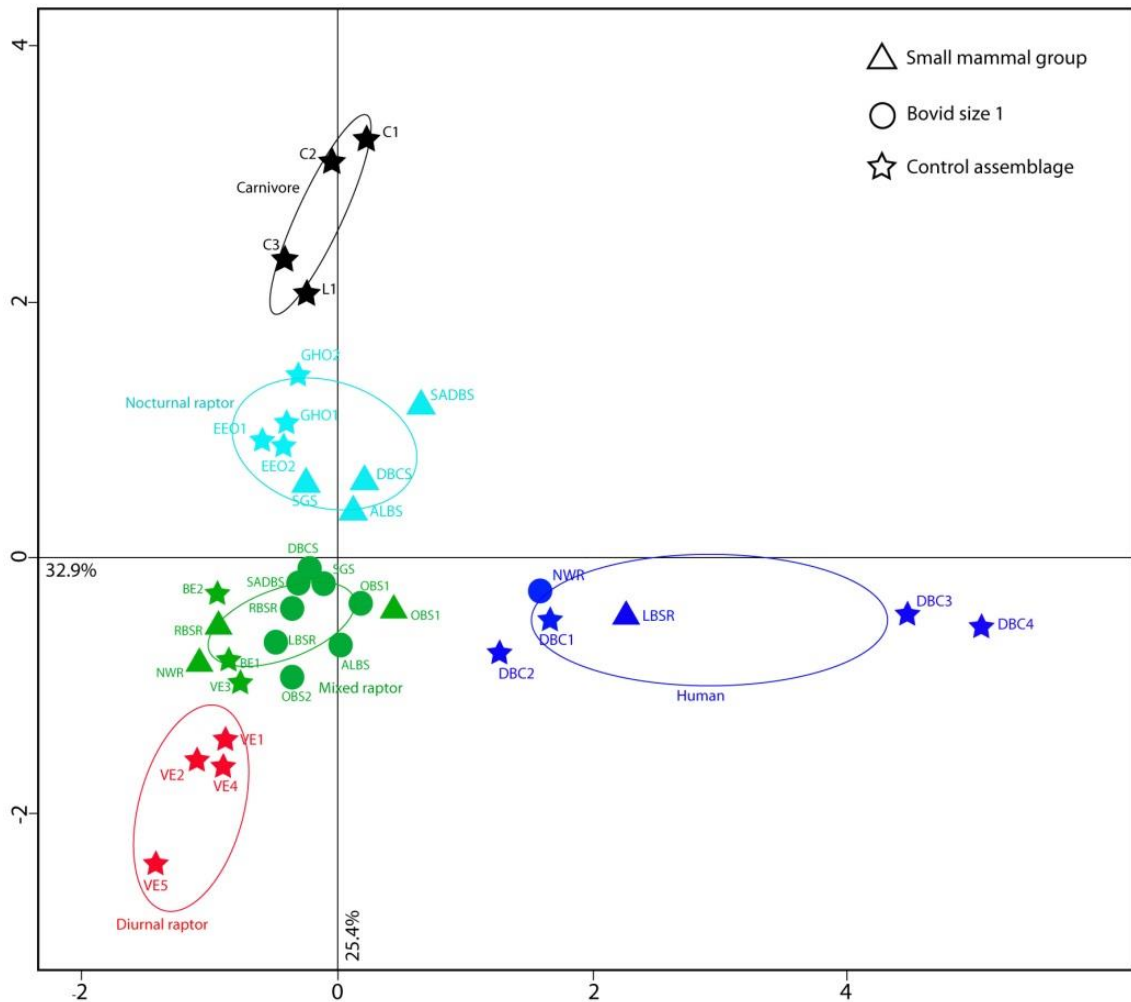 4
Small mammal group
Bovid size 1
Control assemblage
C1
C2
Carnivore
C3
L1
2
GHO2
SADBS
Nocturnal raptor
GHO1
EEO1
EEO2
DBCS
SGS
ALBS
0
32.9%
DBCS
SGS
SADBS
BE2
OBS1
RBSR
OBS1
RBSR
LBSR
ALBS
NWR
BE1
VE3
OBS2
Mixed raptor
NWR
LBSR
DBC1
DBC2
DBC3
DBC4
Human
VE1
VE2
VE4
-2
VE5
Diurnal raptor
25.4%
-2
0
2
4